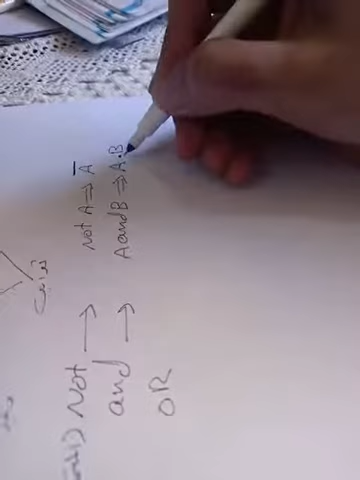 Not → not A ⇒ A̅
and → A and B ⇒ A.B
OR